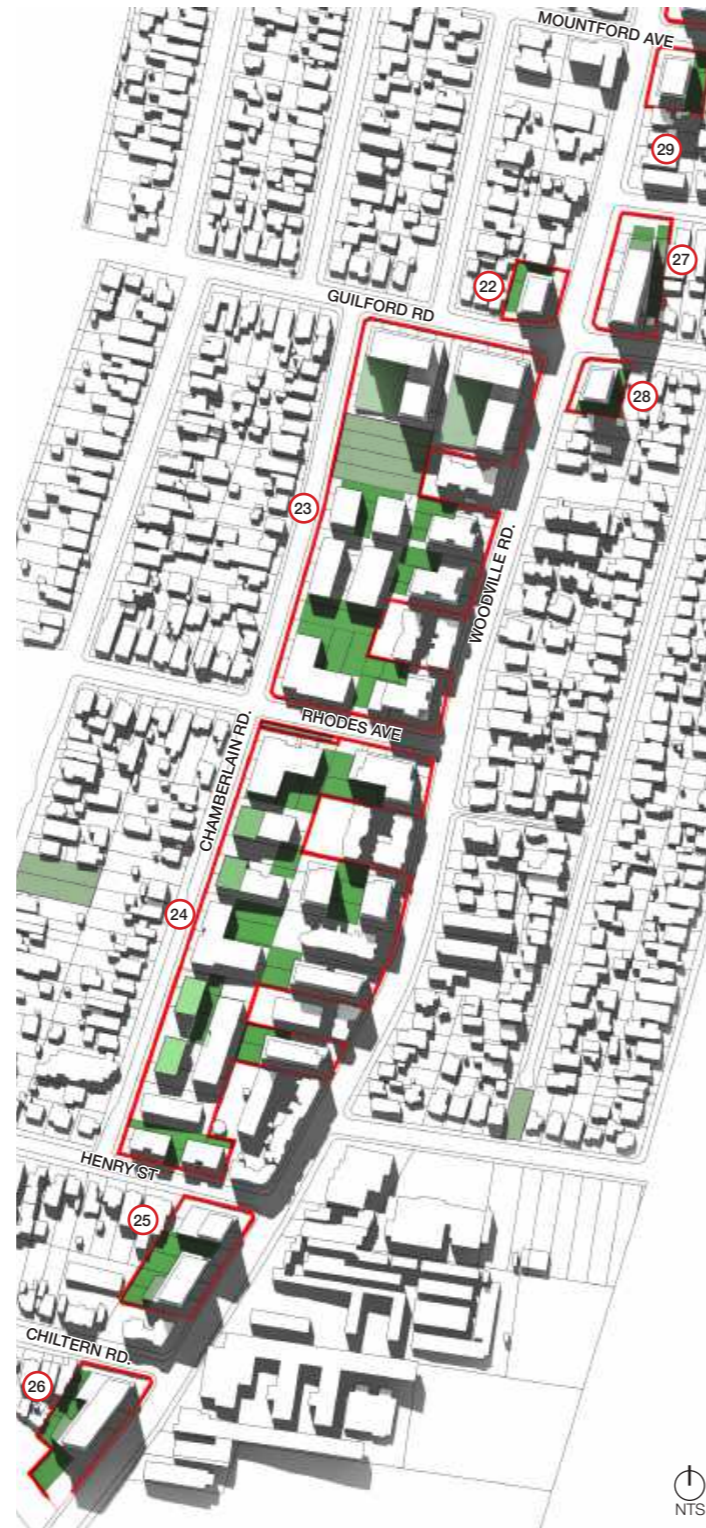 MOUNTFORD AVE
29
27
22
GUILFORD RD
28
23
WOODVILLE RD.
RHODES AVE
CHAMBERLAIN RD.
24
HENRY ST
25
CHILTERN RD.
26
NTS